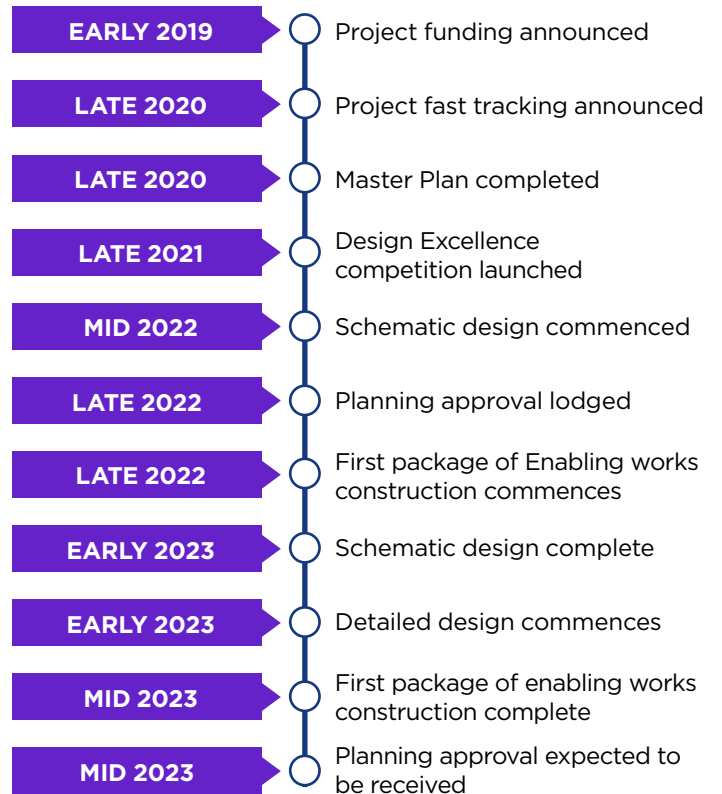 EARLY 2019
Project funding announced
LATE 2020
Project fast tracking announced
LATE 2020
Master Plan completed
LATE 2021
Design Excellence
competition launched
MID 2022
Schematic design commenced
LATE 2022
Planning approval lodged
LATE 2022
First package of Enabling works
construction commences
EARLY 2023
Schematic design complete
EARLY 2023
Detailed design commences
MID 2023
First package of enabling works
construction complete
MID 2023
Planning approval expected to
be received